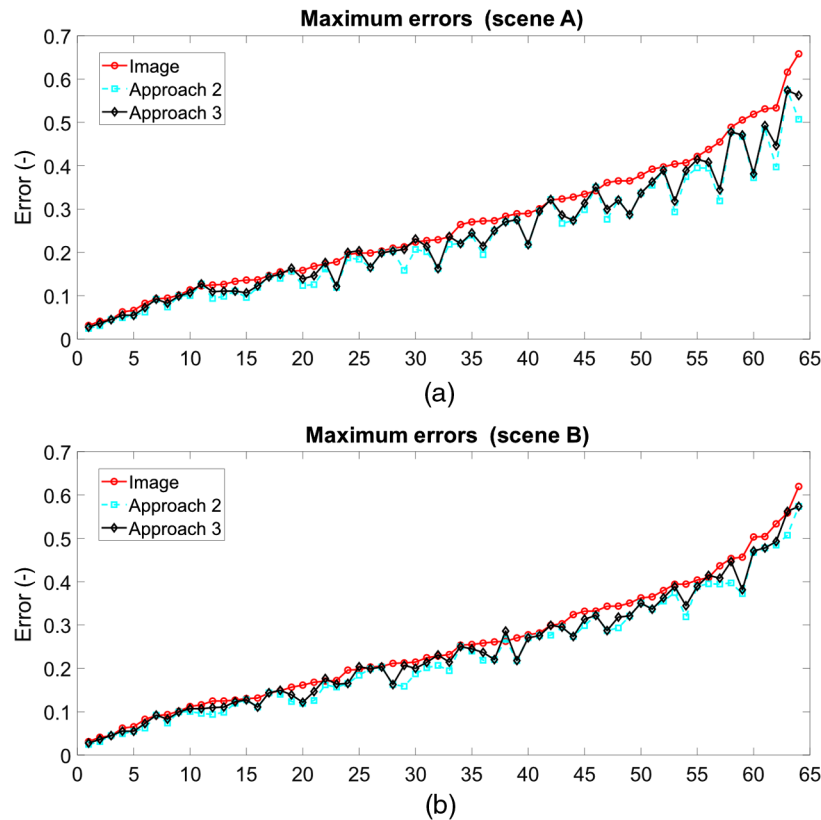 Maximum errors (scene A)
0.7
0.6
0.5
0.4
0.3
0.2
0.1
0
Error (-)
Image
Approach 2
Approach 3
0 5 10 15 20 25 30 35 40 45 50 55 60 65
(a)
Maximum errors (scene B)
0.7
0.6
0.5
0.4
0.3
0.2
0.1
0
Error (-)
Image
Approach 2
Approach 3
0 5 10 15 20 25 30 35 40 45 50 55 60 65
(b)